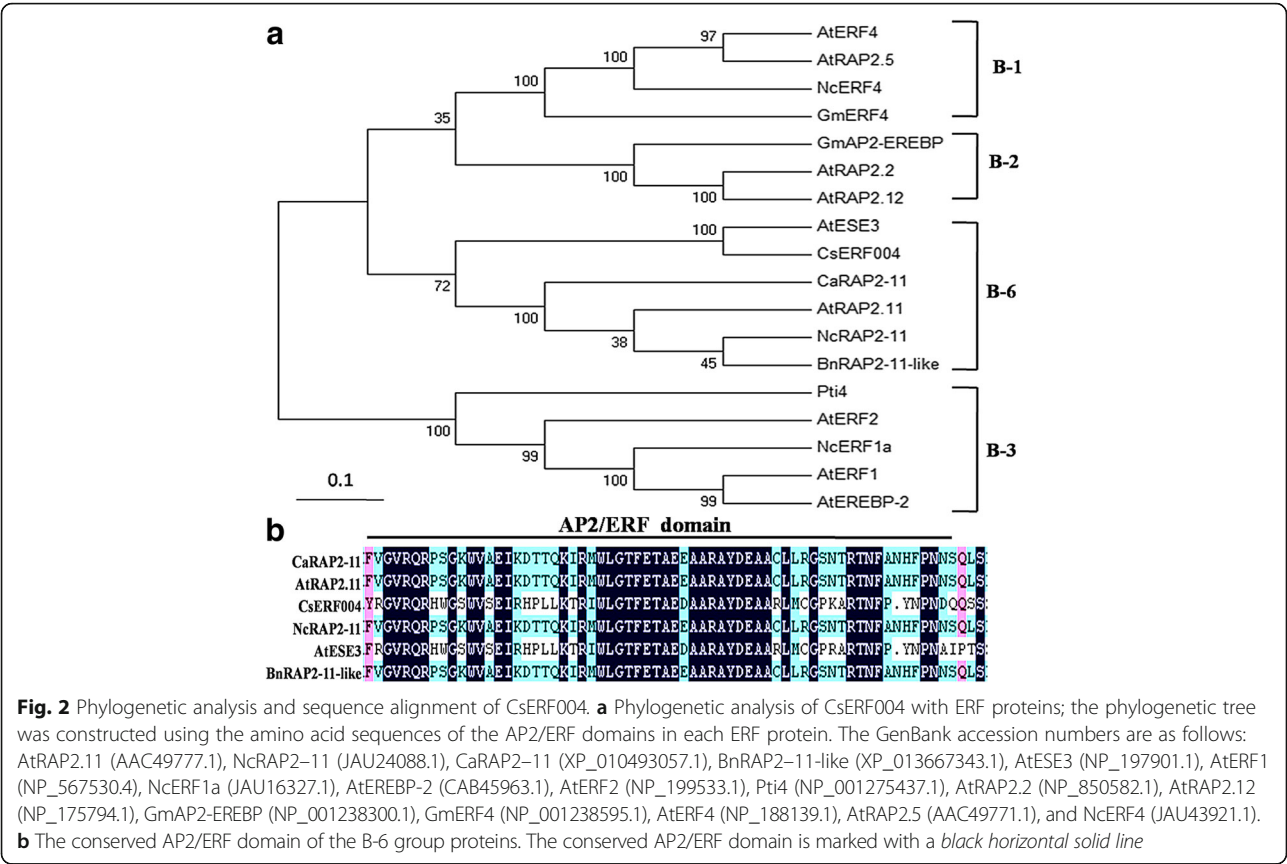 a
AtERF4
97
AtRAP2.5
100
B-1
NcERF4
100
GmERF4
35
GmAP2-EREBP
B-2
AtRAP2.2
100
AtRAP2.12
100
AtESE3
100
CsERF004
CaRAP2-11
72
B-6
AtRAP2.11
100
NcRAP2-11
38
BnRAP2-11-like
45
Pti4
AtERF2
100
NcERF1a
B-3
99
AtERF1
100
AtEREBP-2
99
0.1
b
AP2/ERF domain
CaRAP2-11 FVGVRQRPSGKWVAEIKDTTQKIRMWLGTFETAEEAARAYDEAACLLRGSNTRTNFANHFPNNSQLS
AtRAP2.11 FVGVRQRPSGKWVAEIKDTTQKIRMWLGTFETAEEAARAYDEAACLLRGSNTRTNFANHFPNNSQLS
CsERF004 YRGVRQRHWGSWVSEIRHPLLKTRIWLGTFETAEDAARAYDEAARLMCGPKARTNFP.YNPNDQQSS
NcRAP2-11 FVGVRQRPSGKWVAEIKDTTQKIRMWLGTFETAEEAARAYDEAACLLRGSNTRTNFANHFPNNSQLS
AtESE3 FRGVRQRHWGSWVSEIRHPLLKTRIWLGTFETAEDAARAYDEAARLMCGPRARTNFP.YNPNAIPTS
BnRAP2-11-like FVGVRQRPSGKWVAEIKDTTQKIRMWLGTFETAEEAARAYDEAACLLRGSNTRTNFANHFPNNSQLS
Fig. 2 Phylogenetic analysis and sequence alignment of CsERF004. a Phylogenetic analysis of CsERF004 with ERF proteins; the phylogenetic tree
was constructed using the amino acid sequences of the AP2/ERF domains in each ERF protein. The GenBank accession numbers are as follows:
AtRAP2.11 (AAC49777.1), NcRAP2–11 (JAU24088.1), CaRAP2–11 (XP_010493057.1), BnRAP2–11-like (XP_013667343.1), AtESE3 (NP_197901.1), AtERF1
(NP_567530.4), NcERF1a (JAU16327.1), AtEREBP-2 (CAB45963.1), AtERF2 (NP_199533.1), Pti4 (NP_001275437.1), AtRAP2.2 (NP_850582.1), AtRAP2.12
(NP_175794.1), GmAP2-EREBP (NP_001238300.1), GmERF4 (NP_001238595.1), AtERF4 (NP_188139.1), AtRAP2.5 (AAC49771.1), and NcERF4 (JAU43921.1).
b The conserved AP2/ERF domain of the B-6 group proteins. The conserved AP2/ERF domain is marked with a black horizontal solid line